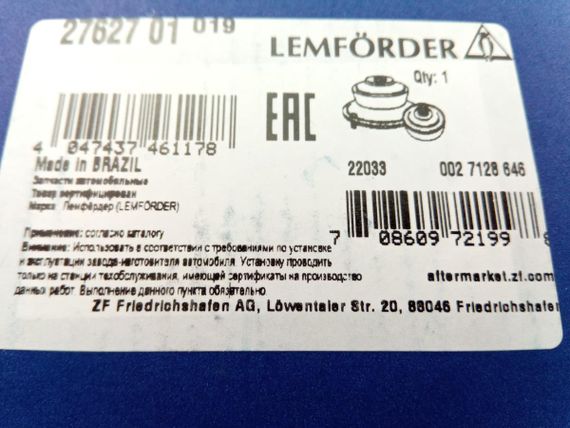 27627 01 019
LEMFÖRDER
Qty: 1
EAC
4 047437 461178
Made in BRAZIL
Запчасти автомобильные
Товар сертифицирован
Марка: Лемфёрдер (LEMFÖRDER)
22033 002 7128 646
7 08609 72199 8
Применение: согласно каталогу
Внимание: Использовать в соответствии с требованиями по установке
и эксплуатации завода-изготовителя автомобиля. Установку проводить
только на станции техобслуживания, имеющей сертификаты на производство
данных работ. Выполнение данного пункта обязательно.
aftermarket.zf.com
ZF Friedrichshafen AG, Löwentaler Str. 20, 88046 Friedrichshafen